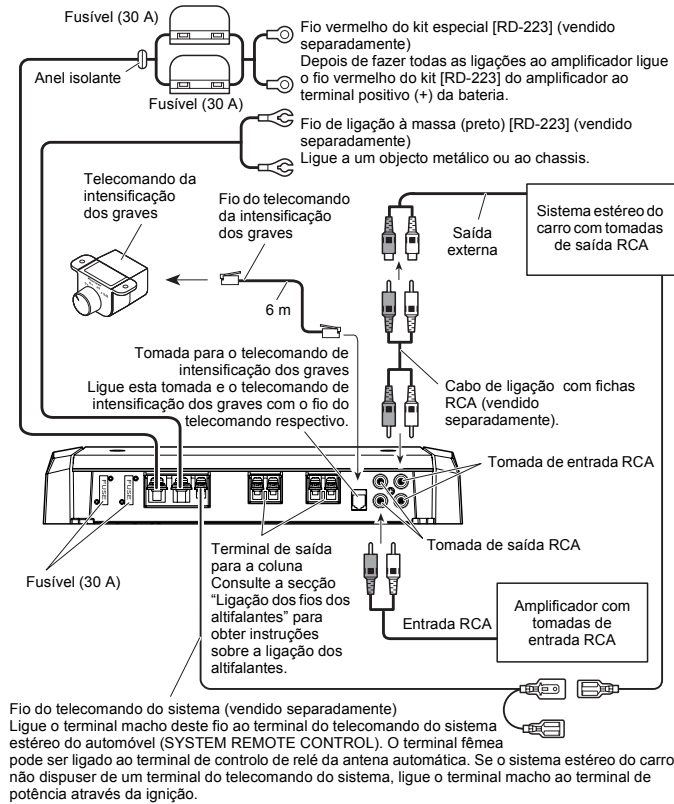 Fusível (30 A)
Anel isolante
Fusível (30 A)
Fio vermelho do kit especial [RD-223] (vendido
separadamente)
Depois de fazer todas as ligações ao amplificador ligue
o fio vermelho do kit [RD-223] do amplificador ao
terminal positivo (+) da bateria.
Fio de ligação à massa (preto) [RD-223] (vendido
separadamente)
Ligue a um objecto metálico ou ao chassis.
Telecomando da
intensificação
dos graves
Fio do telecomando
da intensificação
dos graves
6 m
Saída
externa
Sistema estéreo do
carro com tomadas
de saída RCA
Tomada para o telecomando de
intensificação dos graves
Ligue esta tomada e o telecomando de
intensificação dos graves com o fio do
telecomando respectivo.
Cabo de ligação com fichas
RCA (vendido
separadamente).
FUSE
FUSE
Tomada de entrada RCA
Tomada de saída RCA
Fusível (30 A)
Terminal de saída
para a coluna
Consulte a secção
“Ligação dos fios dos
altifalantes” para
obter instruções
sobre a ligação dos
altifalantes.
Entrada RCA
Amplificador com
tomadas de
entrada RCA
Fio do telecomando do sistema (vendido separadamente)
Ligue o terminal macho deste fio ao terminal do telecomando do sistema
estéreo do automóvel (SYSTEM REMOTE CONTROL). O terminal fêmea
pode ser ligado ao terminal de controlo de relé da antena automática. Se o sistema estéreo do carro
não dispuser de um terminal do telecomando do sistema, ligue o terminal macho ao terminal de
potência através da ignição.